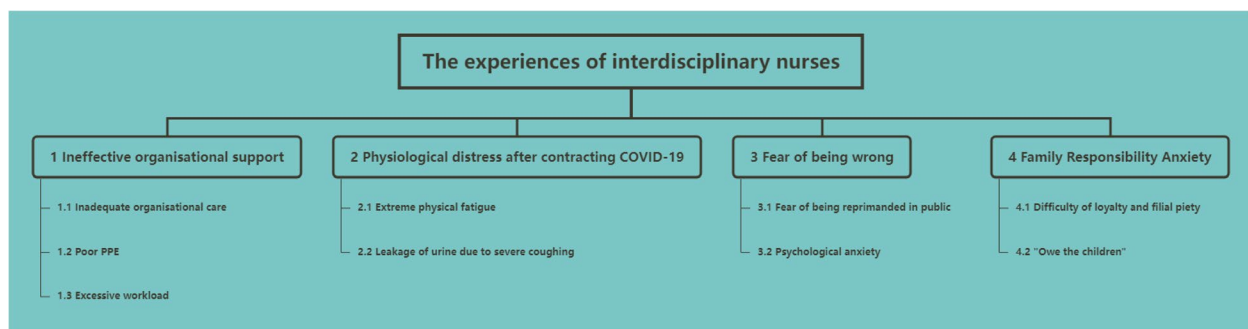 The experiences of interdisciplinary nurses
1 Ineffective organisational support
1.1 Inadequate organisational care
1.2 Poor PPE
1.3 Excessive workload
2 Physiological distress after contracting COVID-19
2.1 Extreme physical fatigue
2.2 Leakage of urine due to severe coughing
3 Fear of being wrong
3.1 Fear of being reprimanded in public
3.2 Psychological anxiety
4 Family Responsibility Anxiety
4.1 Difficulty of loyalty and filial piety
4.2 "Owe the children"